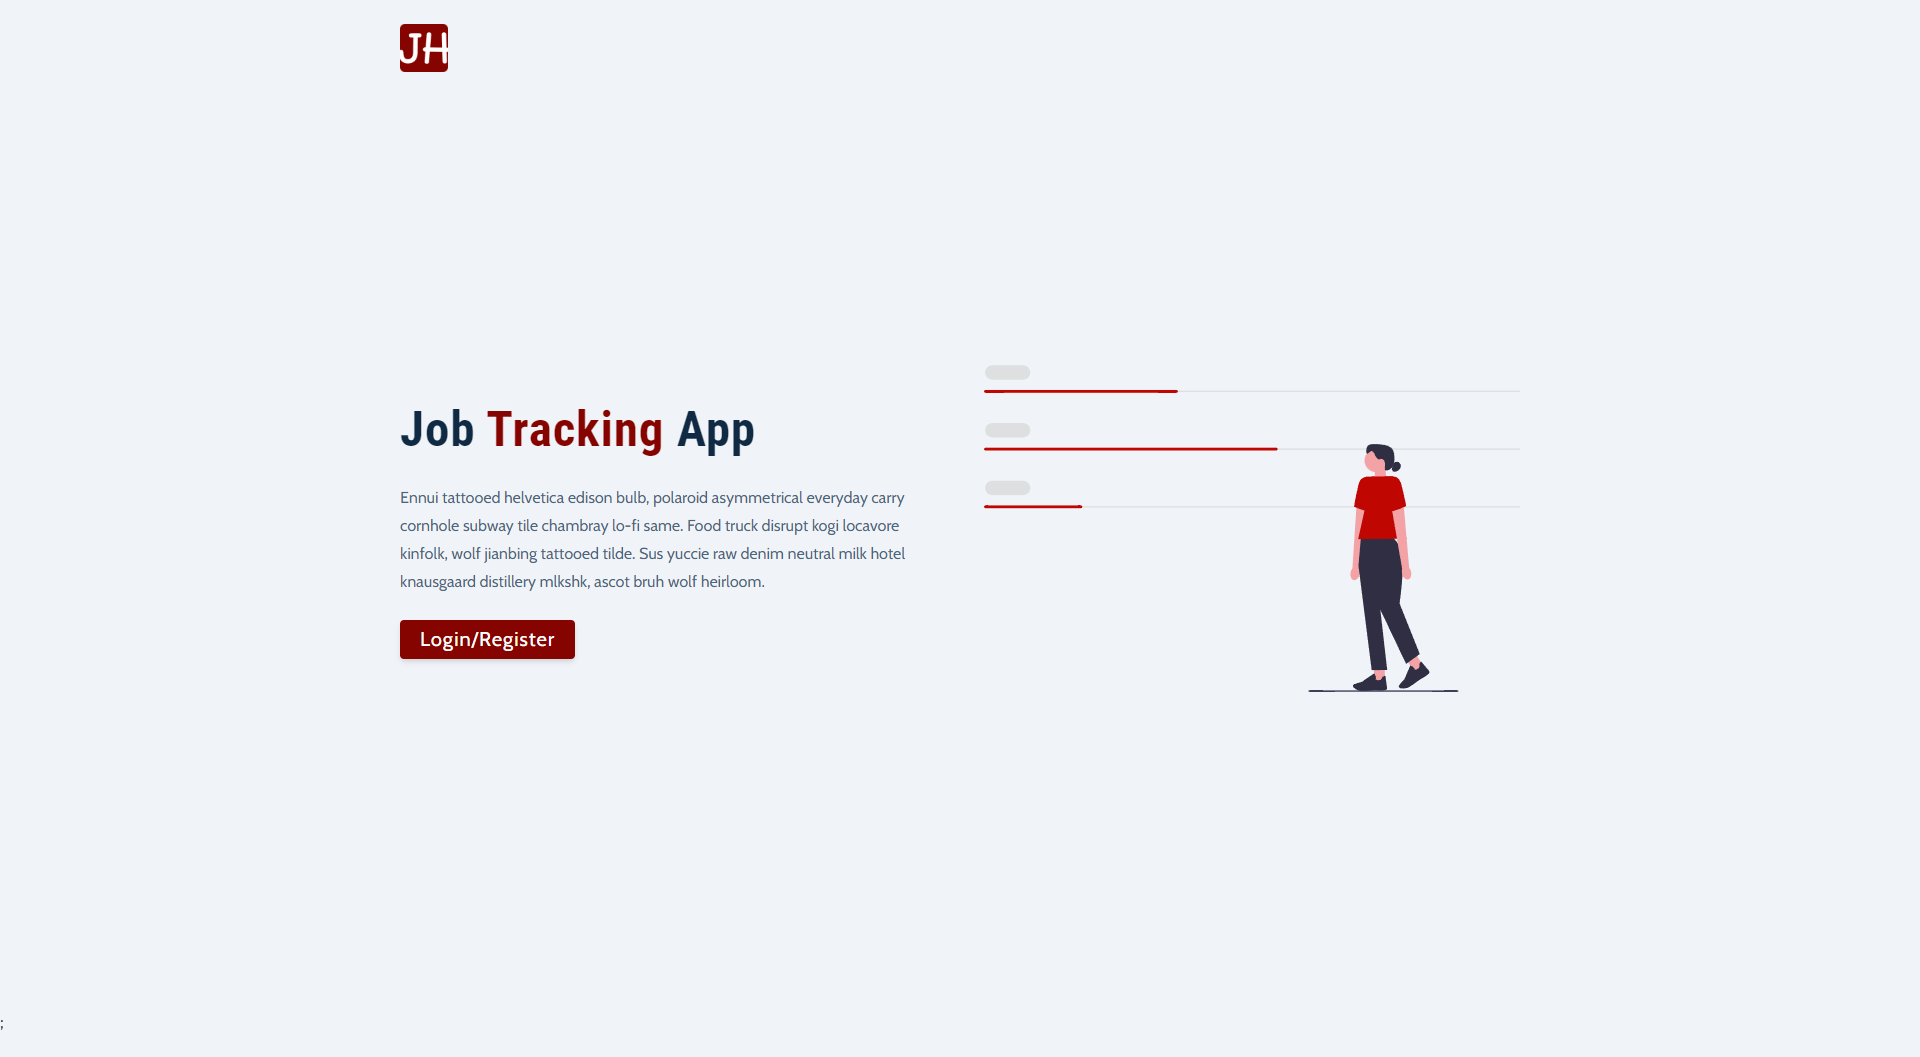 JH
Job Tracking App
Ennui tattooed helvetica edison bulb, polaroid asymmetrical everyday carry
cornhole subway tile chambray lo-fi same. Food truck disrupt kogi locavore
kinfolk, wolf jianbing tattooed tilde. Sus yuccie raw denim neutral milk hotel
knausgaard distillery mlkshk, ascot bruh wolf heirloom.
Login/Register
;